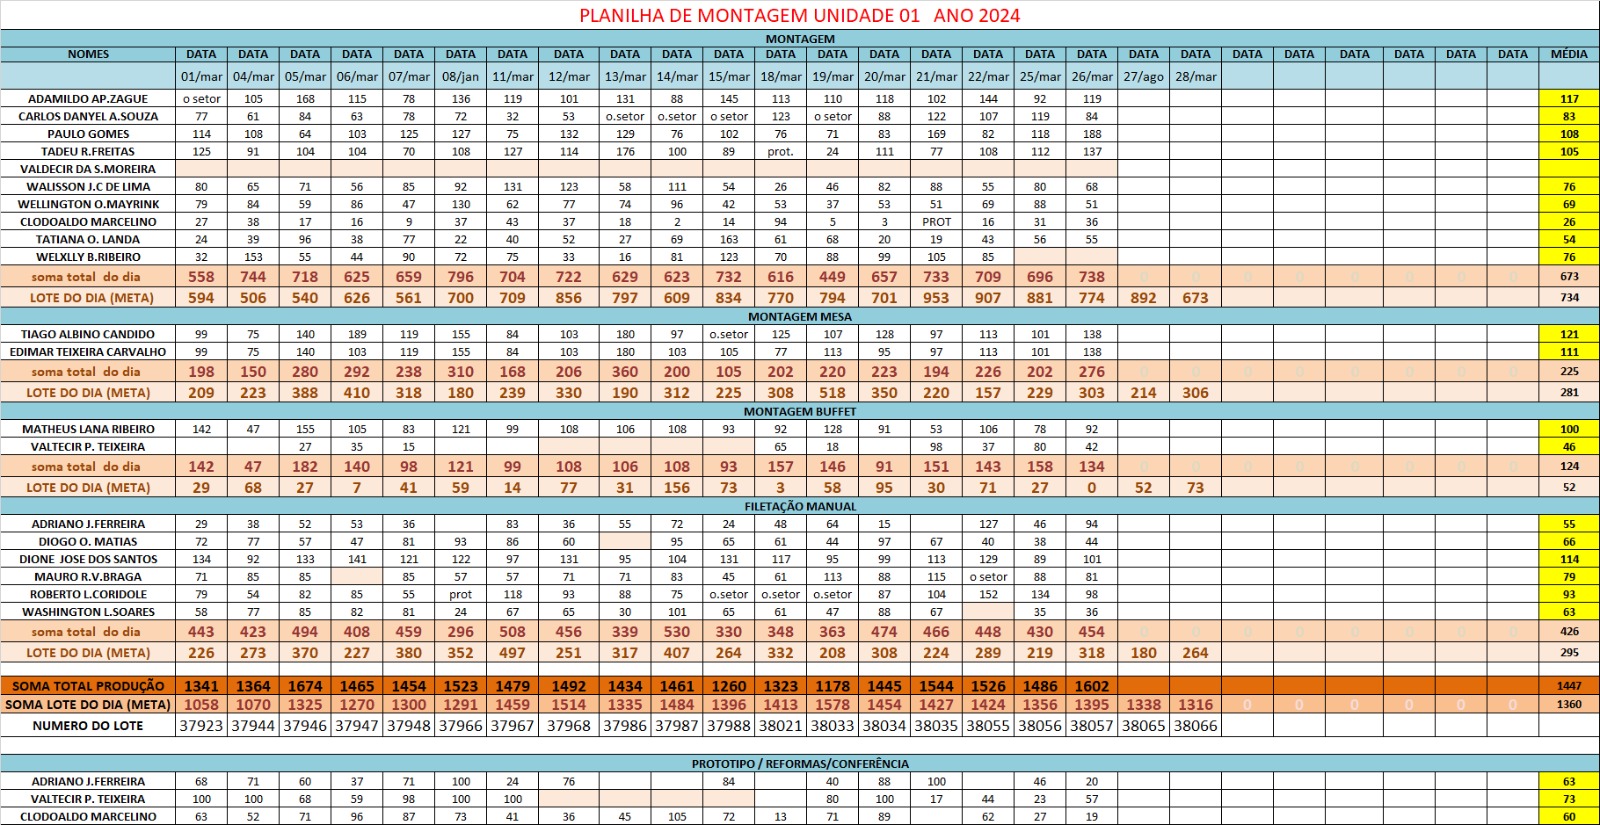 PLANILHA DE MONTAGEM UNIDADE 01 ANO 2024
MONTAGEM
NOMES DATA DATA DATA DATA DATA DATA DATA DATA DATA DATA DATA DATA DATA DATA DATA DATA DATA DATA DATA DATA DATA DATA DATA DATA DATA DATA MÉDIA
01/mar 04/mar 05/mar 06/mar 07/mar 08/jan 11/mar 12/mar 13/mar 14/mar 15/mar 18/mar 19/mar 20/mar 21/mar 22/mar 25/mar 26/mar 27/ago 28/mar
ADAMILDO AP.ZAGUE o setor 105 168 115 78 136 119 101 131 88 145 113 110 118 102 144 92 119 117
CARLOS DANYEL A.SOUZA 77 61 84 63 78 72 32 53 o.setor o.setor o setor 123 o setor 88 122 107 119 84 83
PAULO GOMES 114 108 64 103 125 127 75 132 129 76 102 76 71 83 169 82 118 188 108
TADEU R.FREITAS 125 91 104 104 70 108 127 114 176 100 89 prot. 24 111 77 108 112 137 105
VALDECIR DA S.MOREIRA
WALISSON J.C DE LIMA 80 65 71 56 85 92 131 123 58 111 54 26 46 82 88 55 80 68 76
WELLINGTON O.MAYRINK 79 84 59 86 47 130 62 77 74 96 42 53 37 53 51 69 88 51 69
CLODOALDO MARCELINO 27 38 17 16 9 37 43 37 18 2 14 94 5 3 PROT 16 31 36 26
TATIANA O. LANDA 24 39 96 38 77 22 40 52 27 69 163 61 68 20 19 43 56 55 54
WELXLLY B.RIBEIRO 32 153 55 44 90 72 75 33 16 81 123 70 88 99 105 85 76
soma total do dia 558 744 718 625 659 796 704 722 629 623 732 616 449 657 733 709 696 738 0 0 0 0 0 0 0 0 673
LOTE DO DIA (META) 594 506 540 626 561 700 709 856 797 609 834 770 794 701 953 907 881 774 892 673 734
MONTAGEM MESA
TIAGO ALBINO CANDIDO 99 75 140 189 119 155 84 103 180 97 o.setor 125 107 128 97 113 101 138 121
EDIMAR TEIXEIRA CARVALHO 99 75 140 103 119 155 84 103 180 103 105 77 113 95 97 113 101 138 111
soma total do dia 198 150 280 292 238 310 168 206 360 200 105 202 220 223 194 226 202 276 0 0 0 0 0 0 0 0 225
LOTE DO DIA (META) 209 223 388 410 318 180 239 330 190 312 225 308 518 350 220 157 229 303 214 306 281
MONTAGEM BUFFET
MATHEUS LANA RIBEIRO 142 47 155 105 83 121 99 108 106 108 93 92 128 91 53 106 78 92 100
VALTECIR P. TEIXEIRA 27 35 15 65 18 98 37 80 42 46
soma total do dia 142 47 182 140 98 121 99 108 106 108 93 157 146 91 151 143 158 134 0 0 0 0 0 0 0 0 124
LOTE DO DIA (META) 29 68 27 7 41 59 14 77 31 156 73 3 58 95 30 71 27 0 52 73 52
FILETAÇÃO MANUAL
ADRIANO J.FERREIRA 29 38 52 53 36 83 36 55 72 24 48 64 15 127 46 94 55
DIOGO O. MATIAS 72 77 57 47 81 93 86 60 95 65 61 44 97 67 40 38 44 66
DIONE JOSE DOS SANTOS 134 92 133 141 121 122 97 131 95 104 131 117 95 99 113 129 89 101 114
MAURO R.V.BRAGA 71 85 85 85 57 57 71 71 83 45 61 113 88 115 o setor 88 81 79
ROBERTO L.CORIDOLE 79 54 82 85 55 prot 118 93 88 75 o.setor o.setor o.setor 87 104 152 134 98 93
WASHINGTON L.SOARES 58 77 85 82 81 24 67 65 30 101 65 61 47 88 67 35 36 63
soma total do dia 443 423 494 408 459 296 508 456 339 530 330 348 363 474 466 448 430 454 0 0 0 0 0 0 0 0 426
LOTE DO DIA (META) 226 273 370 227 380 352 497 251 317 407 264 332 208 308 224 289 219 318 180 264 295
SOMA TOTAL PRODUÇÃO 1341 1364 1674 1465 1454 1523 1479 1492 1434 1461 1260 1323 1178 1445 1544 1526 1486 1602 1447
SOMA LOTE DO DIA (META) 1058 1070 1325 1270 1300 1291 1459 1514 1335 1484 1396 1413 1578 1454 1427 1424 1356 1395 1338 1316 0 0 0 0 0 0 1360
NUMERO DO LOTE 37923 37944 37946 37947 37948 37966 37967 37968 37986 37987 37988 38021 38033 38034 38035 38055 38056 38057 38065 38066
PROTOTIPO / REFORMAS/CONFERÊNCIA
ADRIANO J.FERREIRA 68 71 60 37 71 100 24 76 84 40 88 100 46 20 63
VALTECIR P. TEIXEIRA 100 100 68 59 98 100 100 80 100 17 44 23 57 73
CLODOALDO MARCELINO 63 52 71 96 87 73 41 36 45 105 72 13 71 89 62 27 19 60